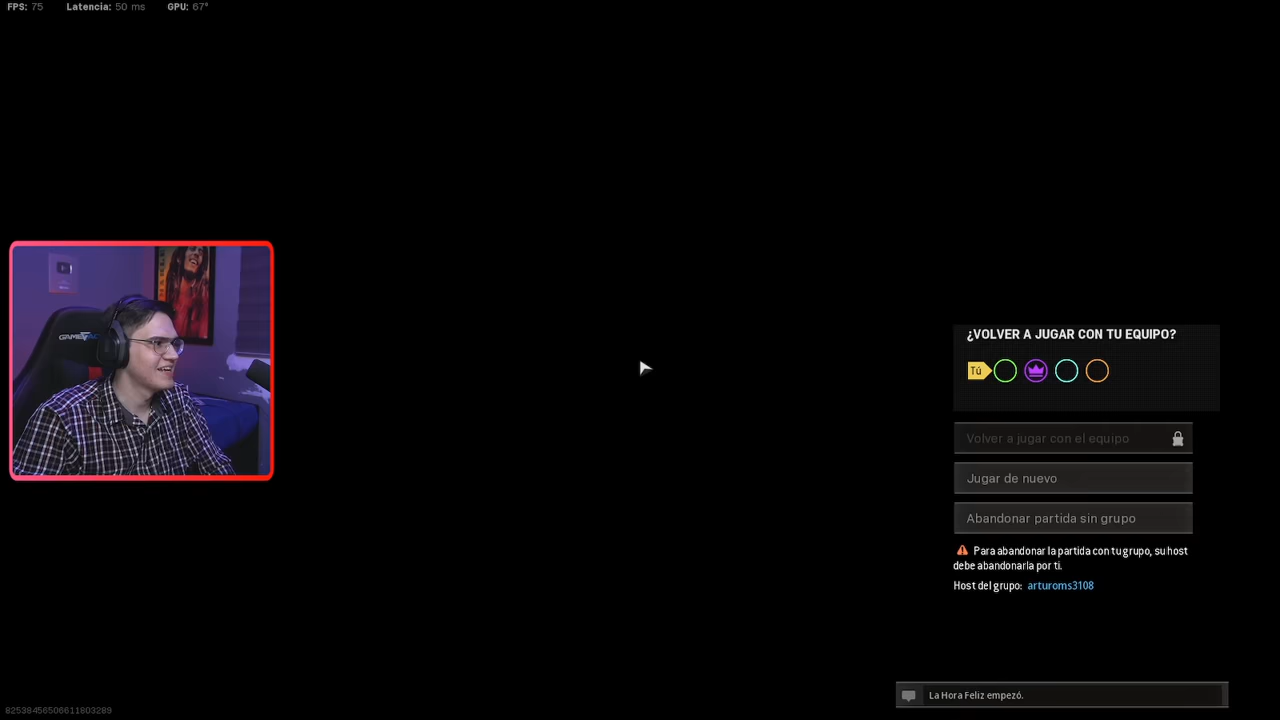 FPS: 75 Latencia: 50 ms GPU: 67°
¿VOLVER A JUGAR CON TU EQUIPO?
Tú
Volver a jugar con el equipo
Jugar de nuevo
Abandonar partida sin grupo
Para abandonar la partida con tu grupo, su host
debe abandonarla por ti.
Host del grupo: arturoms3108
La Hora Feliz empezó.
82538456506611803289